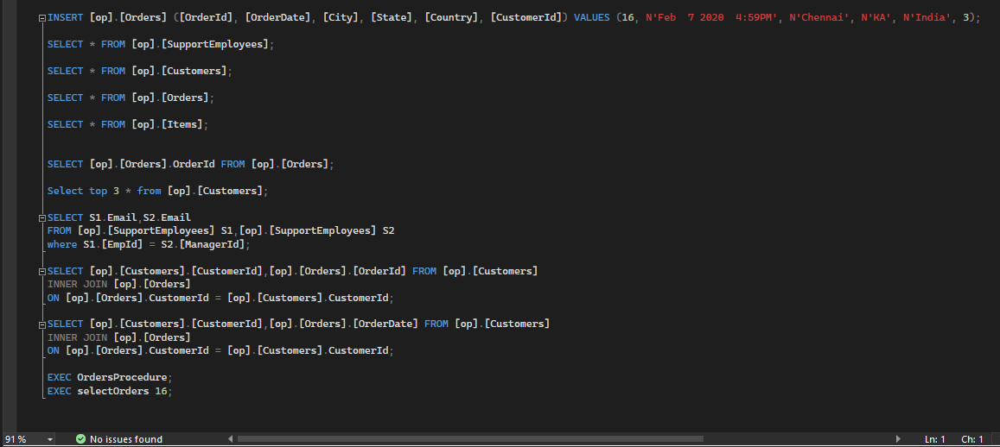 INSERT [op].[Orders] ([OrderId], [OrderDate], [City], [State], [Country], [CustomerId]) VALUES (16, N'Feb  7 2020  4:59PM', N'Chennai', N'KA', N'India', 3);
SELECT * FROM [op].[SupportEmployees];
SELECT * FROM [op].[Customers];
SELECT * FROM [op].[Orders];
SELECT * FROM [op].[Items];
SELECT [op].[Orders].OrderId FROM [op].[Orders];
Select top 3 * from [op].[Customers];
SELECT S1.Email,S2.Email
FROM [op].[SupportEmployees] S1,[op].[SupportEmployees] S2
where S1.[EmpId] = S2.[ManagerId];
SELECT [op].[Customers].[CustomerId],[op].[Orders].[OrderId] FROM [op].[Customers]
INNER JOIN [op].[Orders]
ON [op].[Orders].CustomerId = [op].[Customers].CustomerId;
SELECT [op].[Customers].[CustomerId],[op].[Orders].[OrderDate] FROM [op].[Customers]
INNER JOIN [op].[Orders]
ON [op].[Orders].CustomerId = [op].[Customers].CustomerId;
EXEC OrdersProcedure;
EXEC selectOrders 16;
91 % No issues found Ln: 1 Ch: 1